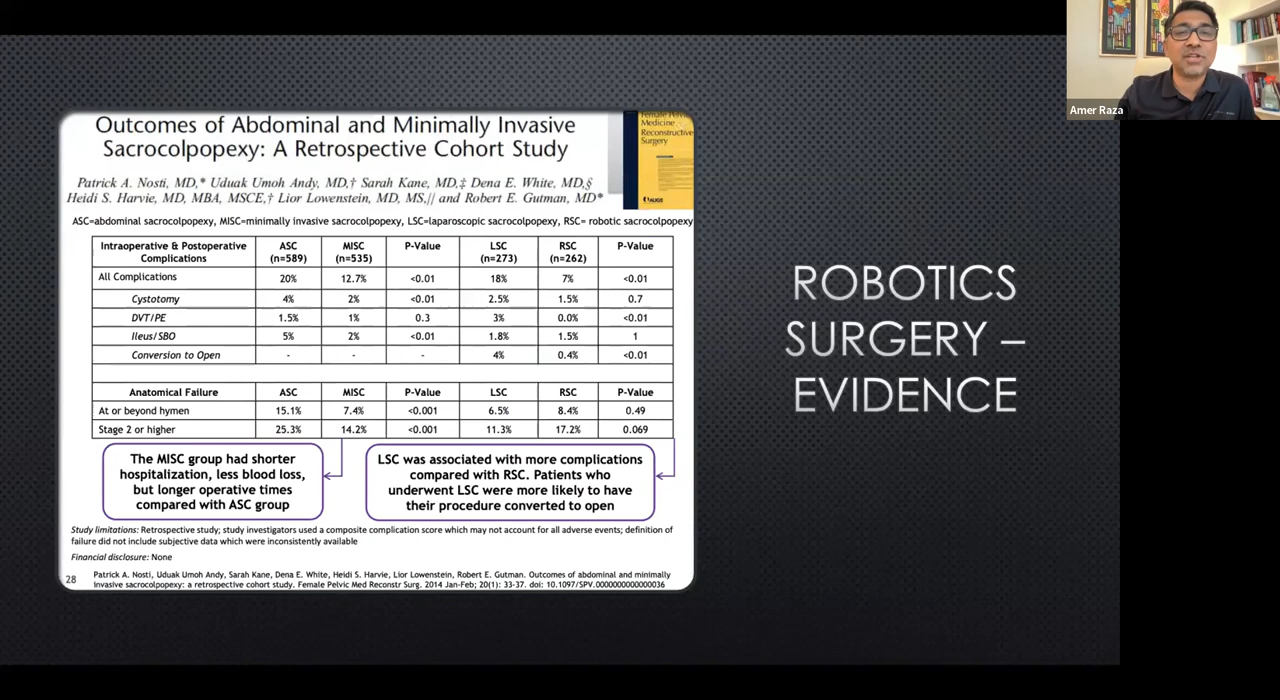 Amer Raza
Outcomes of Abdominal and Minimally Invasive
Sacrocolpopexy: A Retrospective Cohort Study
Medicine
Reconstructive
Surgery
AUGS
Patrick A. Nosti, MD,* Uduak Umoh Andy, MD,† Sarah Kane, MD,‡ Dena E. White, MD,§
Heidi S. Harvie, MD, MBA, MSCE,† Lior Lowenstein, MD, MS,|| and Robert E. Gutman, MD*
ASC=abdominal sacrocolpopexy, MISC=minimally invasive sacrocolpopexy, LSC=laparoscopic sacrocolpopexy, RSC= robotic sacrocolpopexy
Intraoperative & Postoperative Complications ASC (n=589) MISC (n=535) P-Value LSC (n=273) RSC (n=262) P-Value
All Complications 20% 12.7% <0.01 18% 7% <0.01
Cystotomy 4% 2% <0.01 2.5% 1.5% 0.7
DVT/PE 1.5% 1% 0.3 3% 0.0% <0.01
Ileus/SBO 5% 2% <0.01 1.8% 1.5% 1
Conversion to Open - - - 4% 0.4% <0.01
Anatomical Failure ASC MISC P-Value LSC RSC P-Value
At or beyond hymen 15.1% 7.4% <0.001 6.5% 8.4% 0.49
Stage 2 or higher 25.3% 14.2% <0.001 11.3% 17.2% 0.069
The MISC group had shorter
hospitalization, less blood loss,
but longer operative times
compared with ASC group
LSC was associated with more complications
compared with RSC. Patients who
underwent LSC were more likely to have
their procedure converted to open
Study limitations: Retrospective study; study investigators used a composite complication score which may not account for all adverse events; definition of
failure did not include subjective data which were inconsistently available
Financial disclosure: None
28
Patrick A. Nosti, Uduak Umoh Andy, Sarah Kane, Dena E. White, Heidi S. Harvie, Lior Lowenstein, Robert E. Gutman. Outcomes of abdominal and minimally
invasive sacrocolpopexy: a retrospective cohort study. Female Pelvic Med Reconstr Surg. 2014 Jan-Feb; 20(1): 33-37. doi: 10.1097/SPV.0000000000000036
ROBOTICS
SURGERY –
EVIDENCE